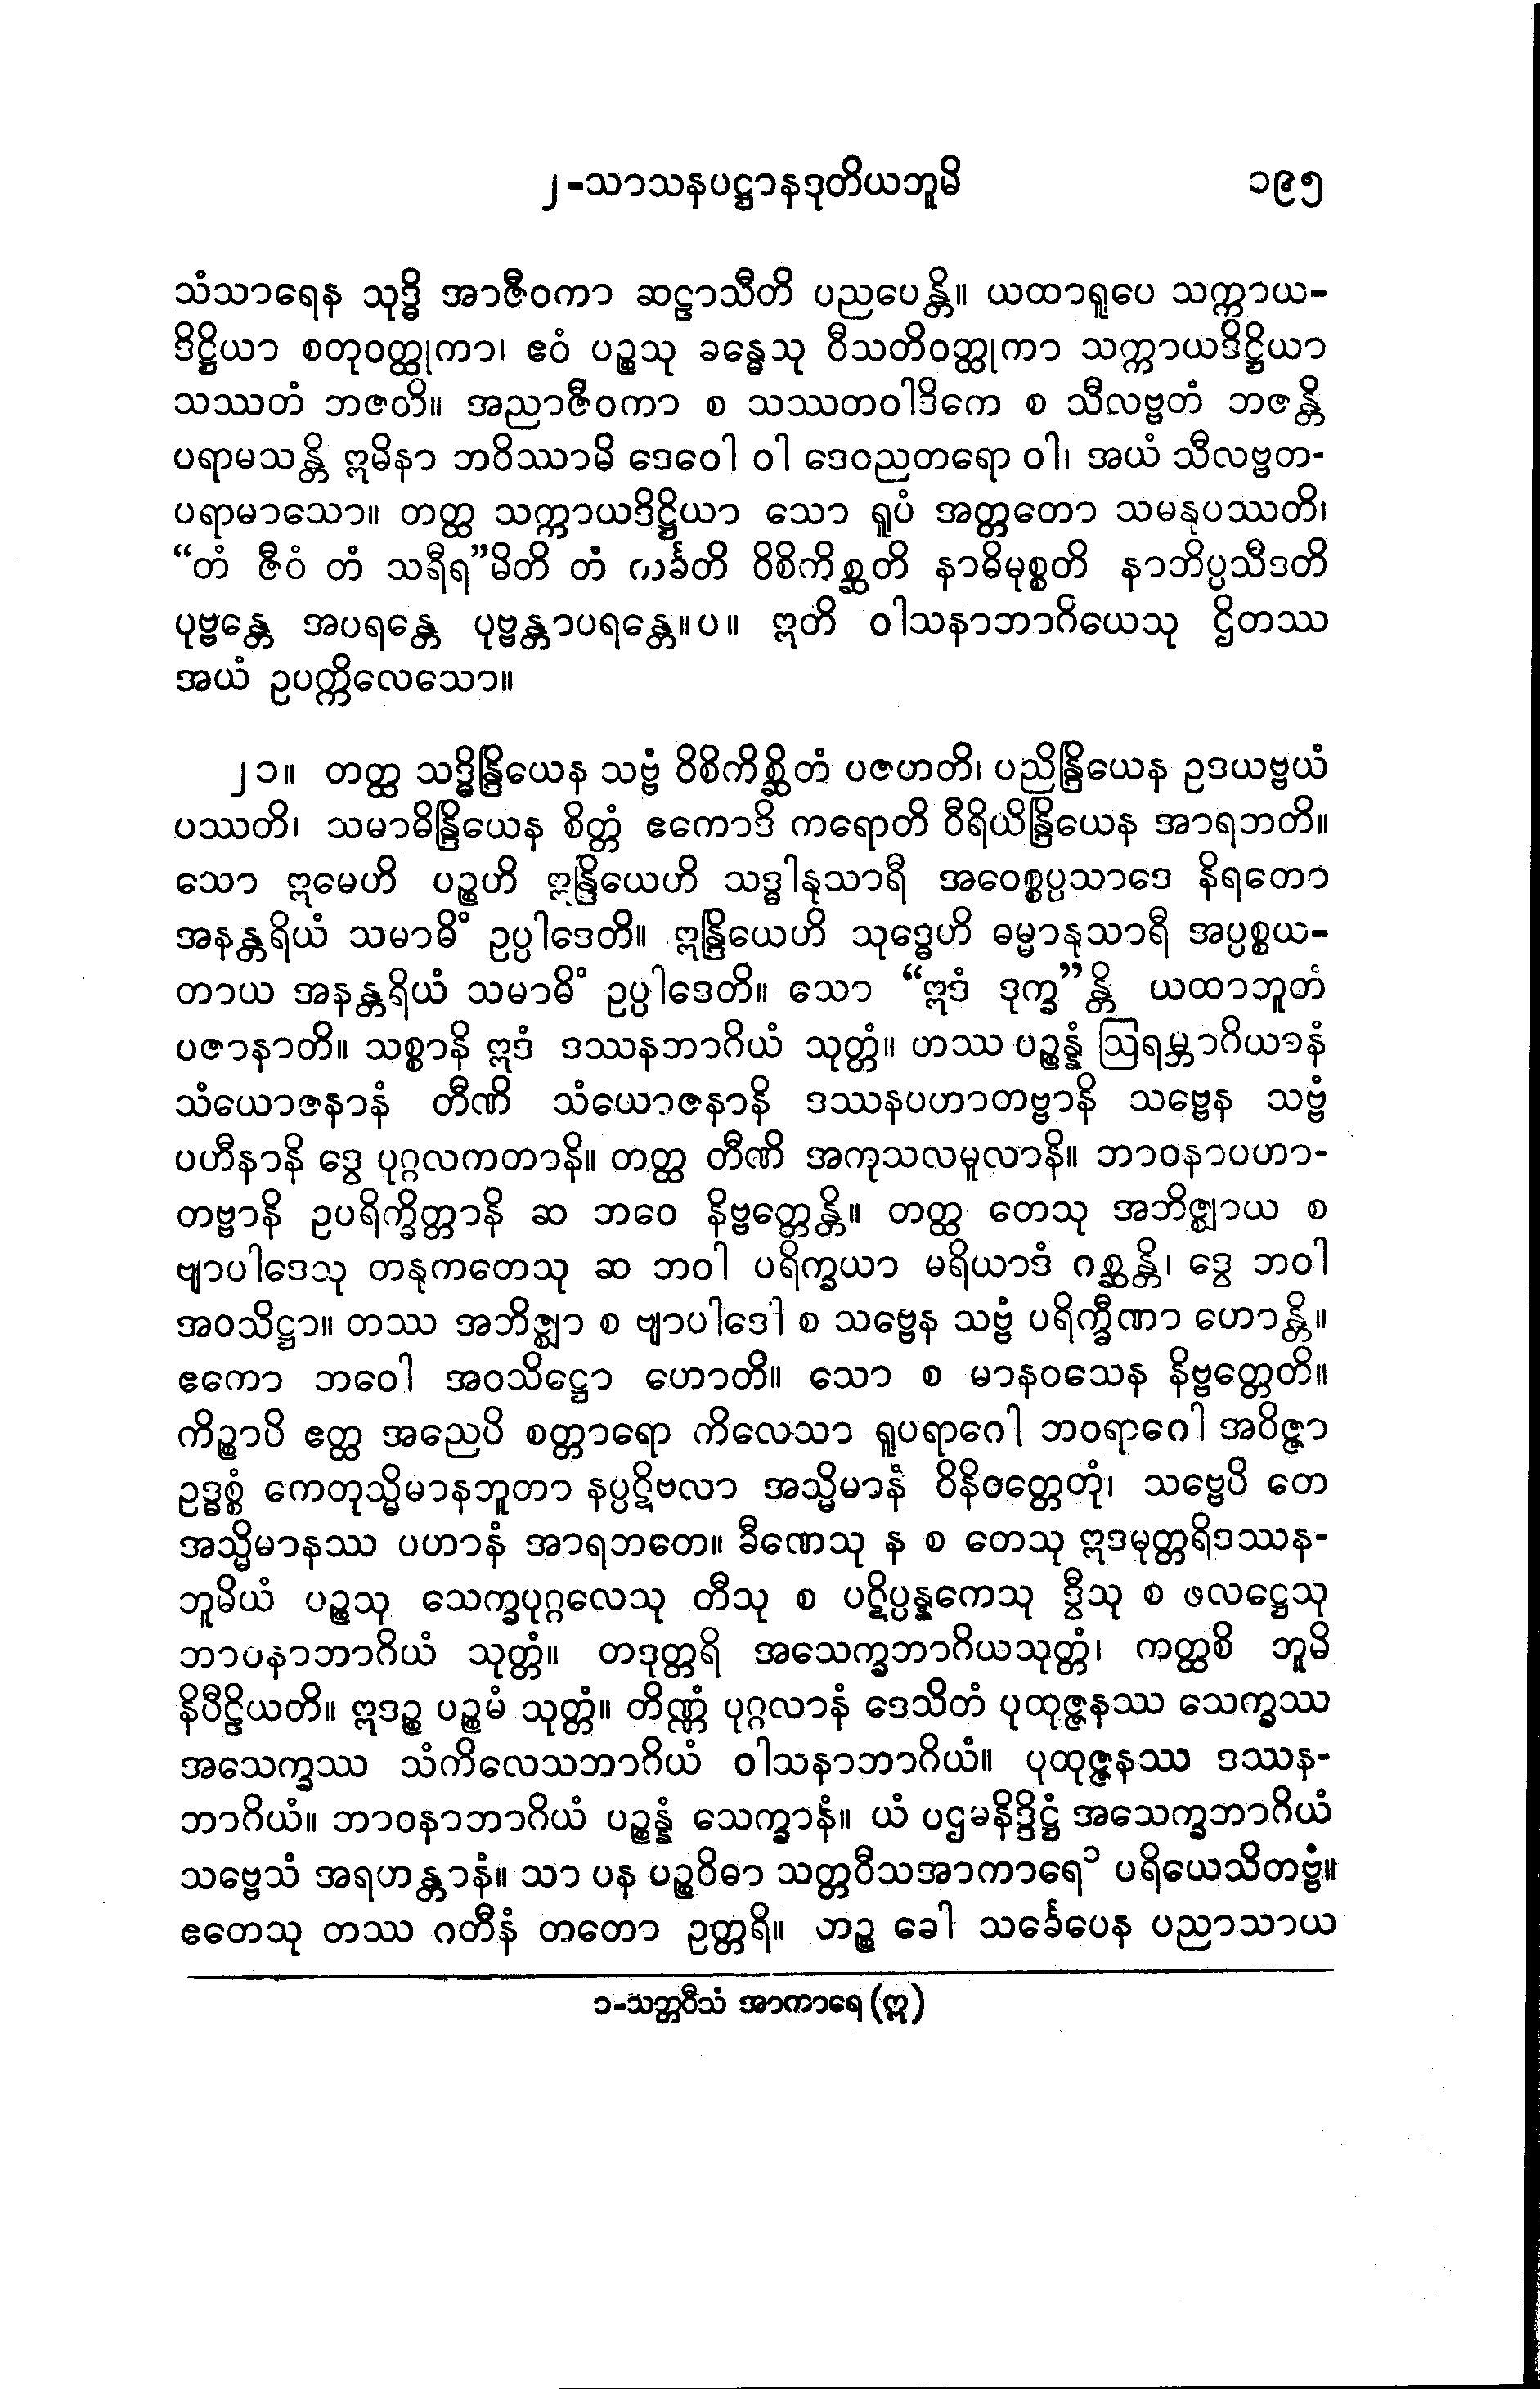 ၂-သာသနပဋ္ဌာနဒုတိယဘူမိ ၁၉၅
သံသာရေန သုဒ္ဓိ အာဇီဝကာ ဆဠာသီတိ ပညပေန္တိ။ ယထာရူပေ သက္ကာယ-
ဒိဋ္ဌိယာ စတုဝတ္ထုကာ၊ ဧဝံ ပဉ္စသု ခန္ဓေသု ဝီသတိဝတ္ထုကာ သက္ကာယဒိဋ္ဌိယာ
သဿတံ ဘဇတိ။ အညာဇီဝကာ စ သဿတဝါဒိကေ စ သီလဗ္ဗတံ ဘဇန္တိ
ပရာမသန္တိ ဣမိနာ ဘဝိဿာမိ ဒေဝေါ ဝါ ဒေဝညတရော ဝါ၊ အယံ သီလဗ္ဗတ-
ပရာမာသော။ တတ္ထ သက္ကာယဒိဋ္ဌိယာ သော ရူပံ အတ္တတော သမနုပဿတိ၊
“တံ ဇီဝံ တံ သရီရ”မိတိ တံ ကင်္ခတိ ဝိစိကိစ္ဆတိ နာဓိမုစ္စတိ နာဘိပ္ပသီဒတိ
ပုဗ္ဗန္တေ အပရန္တေ ပုဗ္ဗန္တာပရန္တေ။ပ။ ဣတိ ဝါသနာဘာဂိယေသု ဌိတဿ
အယံ ဥပက္ကိလေသော။
၂၁။ တတ္ထ သဒ္ဓိန္ဒြိယေန သဗ္ဗံ ဝိစိကိစ္ဆိတံ ပဇဟတိ၊ ပညိန္ဒြိယေန ဥဒယဗ္ဗယံ
ပဿတိ၊ သမာဓိန္ဒြိယေန စိတ္တံ ဧကောဒိ ကရောတိ ဝီရိယိန္ဒြိယေန အာရဘတိ။
သော ဣမေဟိ ပဉ္စဟိ ဣန္ဒြိယေဟိ သဒ္ဓါနုသာရီ အဝေစ္စပ္ပသာဒေ နိရတော
အနန္တရိယံ သမာဓိံ ဥပ္ပါဒေတိ။ ဣန္ဒြိယေဟိ သုဒ္ဓေဟိ ဓမ္မာနုသာရီ အပ္ပစ္စယ-
တာယ အနန္တရိယံ သမာဓိံ ဥပ္ပါဒေတိ။ သော “ဣဒံ ဒုက္ခ”န္တိ ယထာဘူတံ
ပဇာနာတိ။ သစ္စာနိ ဣဒံ ဒဿနဘာဂိယံ သုတ္တံ။ ဟဿ ပဉ္စန္နံ ဩရမ္ဘာဂိယာနံ
သံယောဇနာနံ တီဏိ သံယောဇနာနိ ဒဿနပဟာတဗ္ဗာနိ သဗ္ဗေန သဗ္ဗံ
ပဟီနာနိ ဒွေ ပုဂ္ဂလကတာနိ။ တတ္ထ တီဏိ အကုသလမူလာနိ။ ဘာဝနာပဟာ-
တဗ္ဗာနိ ဥပရိက္ခိတ္တာနိ ဆ ဘဝေ နိဗ္ဗတ္တေန္တိ။ တတ္ထ တေသု အဘိဇ္ဈာယ စ
ဗျာပါဒေသု တနုကတေသု ဆ ဘဝါ ပရိက္ခယာ မရိယာဒံ ဂစ္ဆန္တိ၊ ဒွေ ဘဝါ
အဝသိဋ္ဌာ။ တဿ အဘိဇ္ဈာ စ ဗျာပါဒေါ စ သဗ္ဗေန သဗ္ဗံ ပရိက္ခီဏာ ဟောန္တိ။
ဧကော ဘဝေါ အဝသိဋ္ဌော ဟောတိ။ သော စ မာနဝသေန နိဗ္ဗတ္တေတိ။
ကိဉ္စာပိ ဧတ္ထ အညေပိ စတ္တာရော ကိလေသာ ရူပရာဂေါ ဘဝရာဂေါ အဝိဇ္ဇာ
ဥဒ္ဓစ္စံ ကေတုသ္မိမာနဘူတာ နပ္ပဋိဗလာ အသ္မိမာနံ ဝိနိဝတ္တေတုံ၊ သဗ္ဗေပိ တေ
အသ္မိမာနဿ ပဟာနံ အာရဘတေ။ ခီဏေသု န စ တေသု ဣဒမုတ္တရိဒဿန-
ဘူမိယံ ပဉ္စသု သေက္ခပုဂ္ဂလေသု တီသု စ ပဋိပ္ပန္နကေသု ဒွီသု စ ဖလဋ္ဌေသု
ဘာဝနာဘာဂိယံ သုတ္တံ။ တဒုတ္တရိ အသေက္ခဘာဂိယသုတ္တံ၊ ကတ္ထစိ ဘူမိ
နိပီဠိယတိ။ ဣဒဉ္စ ပဉ္စမံ သုတ္တံ။ တိဏ္ဏံ ပုဂ္ဂလာနံ ဒေသိတံ ပုထုဇ္ဇနဿ သေက္ခဿ
အသေက္ခဿ သံကိလေသဘာဂိယံ ဝါသနာဘာဂိယံ။ ပုထုဇ္ဇနဿ ဒဿန-
ဘာဂိယံ။ ဘာဝနာဘာဂိယံ ပဉ္စန္နံ သေက္ခာနံ။ ယံ ပဌမနိဒ္ဒိဋ္ဌံ အသေက္ခဘာဂိယံ
သဗ္ဗေသံ အရဟန္တာနံ။ သာ ပန ပဉ္စဝိဓာ သတ္တဝီသအာကာရေ၁ ပရိယေသိတဗ္ဗံ။
ဧတေသု တဿ ဂတီနံ တတော ဥတ္တရိ။ တဉ္စ ခေါ သင်္ခေပေန ပညာသာယ
၁-သတ္တဝီသံ အာကာရေ (ဣ)